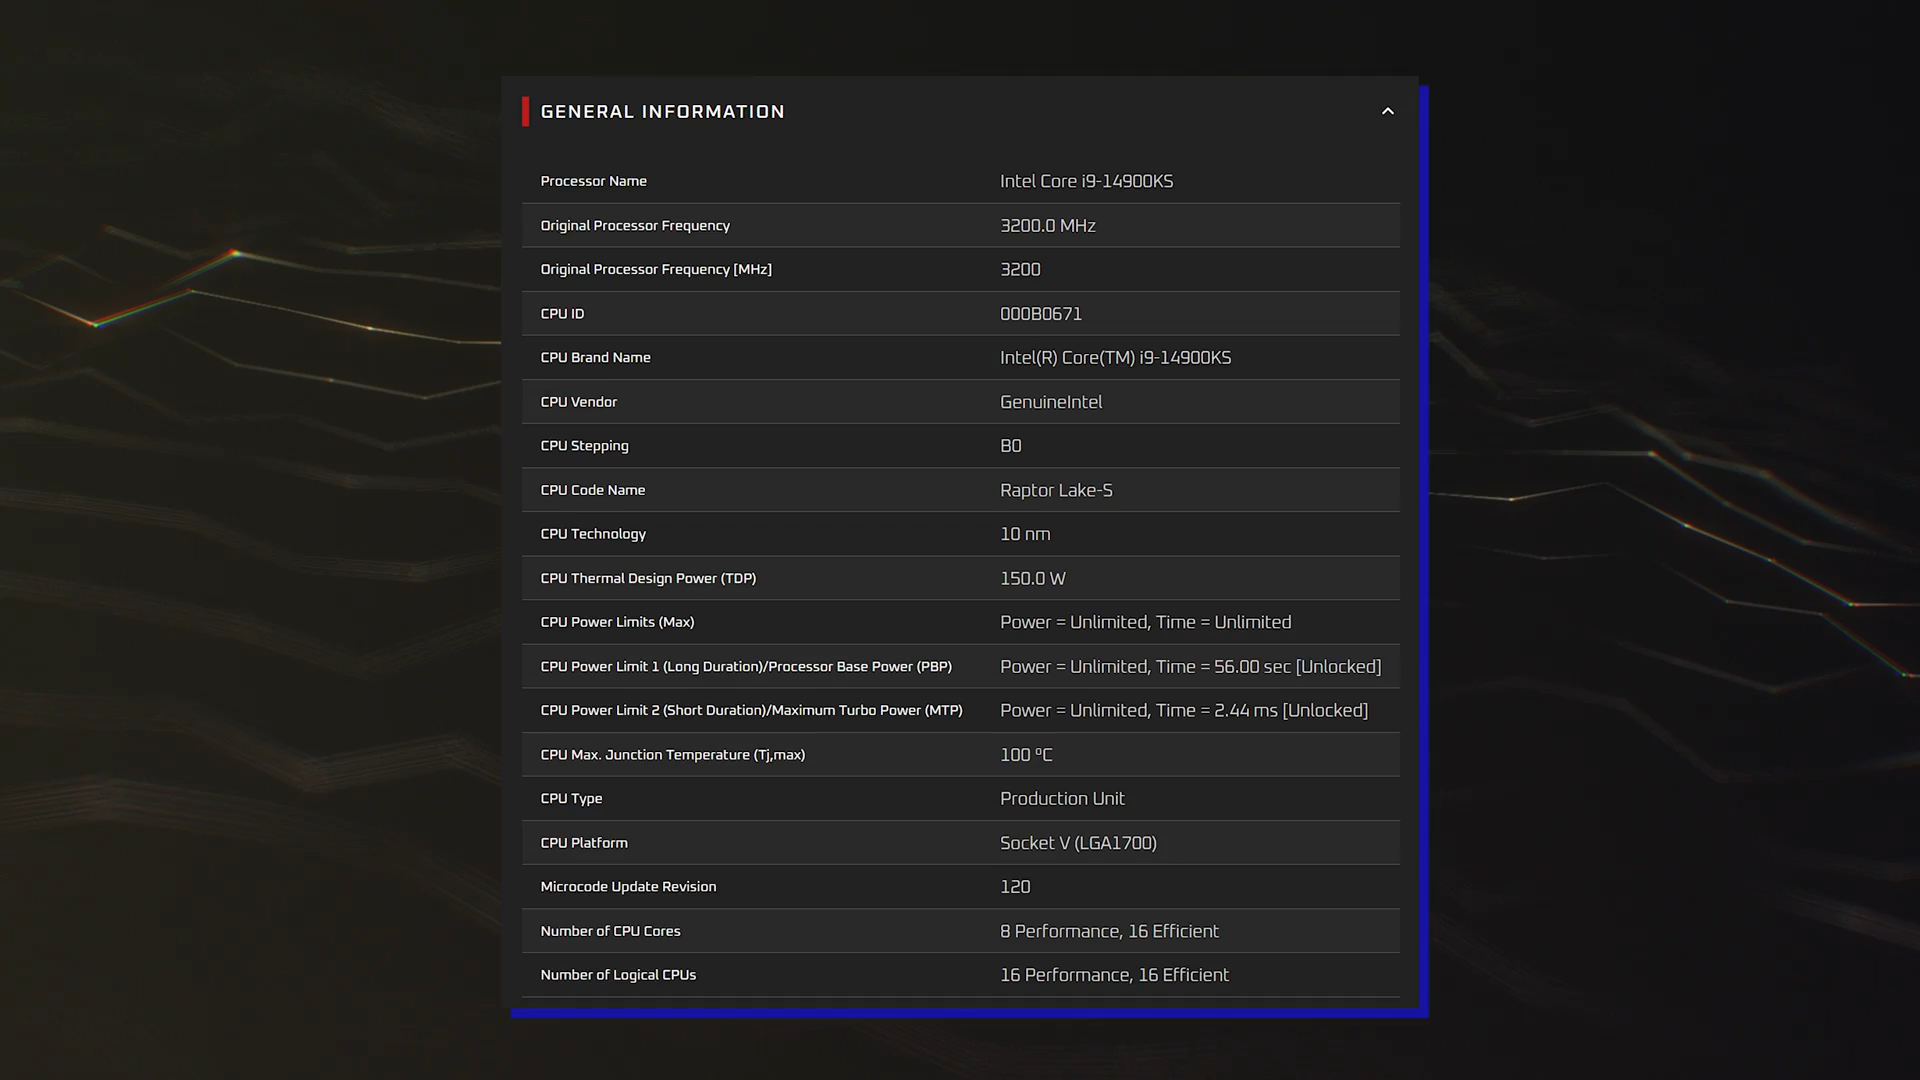 GENERAL INFORMATION
Processor Name Intel Core i9-14900KS
Original Processor Frequency 3200.0 MHz
Original Processor Frequency [MHz] 3200
CPU ID 000B0671
CPU Brand Name Intel(R) Core(TM) i9-14900KS
CPU Vendor GenuineIntel
CPU Stepping B0
CPU Code Name Raptor Lake-S
CPU Technology 10 nm
CPU Thermal Design Power (TDP) 150.0 W
CPU Power Limits (Max) Power = Unlimited, Time = Unlimited
CPU Power Limit 1 (Long Duration)/Processor Base Power (PBP) Power = Unlimited, Time = 56.00 sec [Unlocked]
CPU Power Limit 2 (Short Duration)/Maximum Turbo Power (MTP) Power = Unlimited, Time = 2.44 ms [Unlocked]
CPU Max. Junction Temperature (Tj,max) 100 ºC
CPU Type Production Unit
CPU Platform Socket V (LGA1700)
Microcode Update Revision 120
Number of CPU Cores 8 Performance, 16 Efficient
Number of Logical CPUs 16 Performance, 16 Efficient